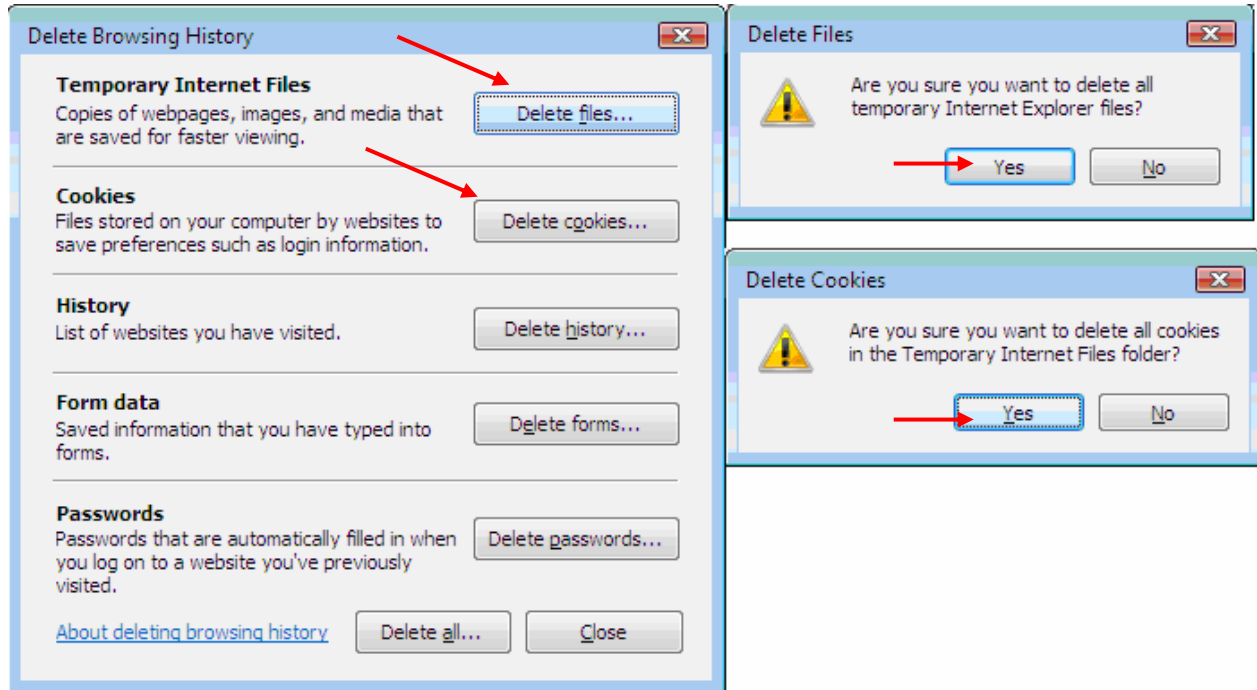 Delete Browsing History
Temporary Internet Files
Copies of webpages, images, and media that
are saved for faster viewing.
Delete files...
Cookies
Files stored on your computer by websites to
save preferences such as login information.
Delete cookies...
History
List of websites you have visited.
Delete history...
Form data
Saved information that you have typed into
forms.
Delete forms...
Passwords
Passwords that are automatically filled in when
you log on to a website you've previously
visited.
Delete passwords...
About deleting browsing history
Delete all...
Close
Delete Files
Are you sure you want to delete all
temporary Internet Explorer files?
Yes
No
Delete Cookies
Are you sure you want to delete all cookies
in the Temporary Internet Files folder?
Yes
No